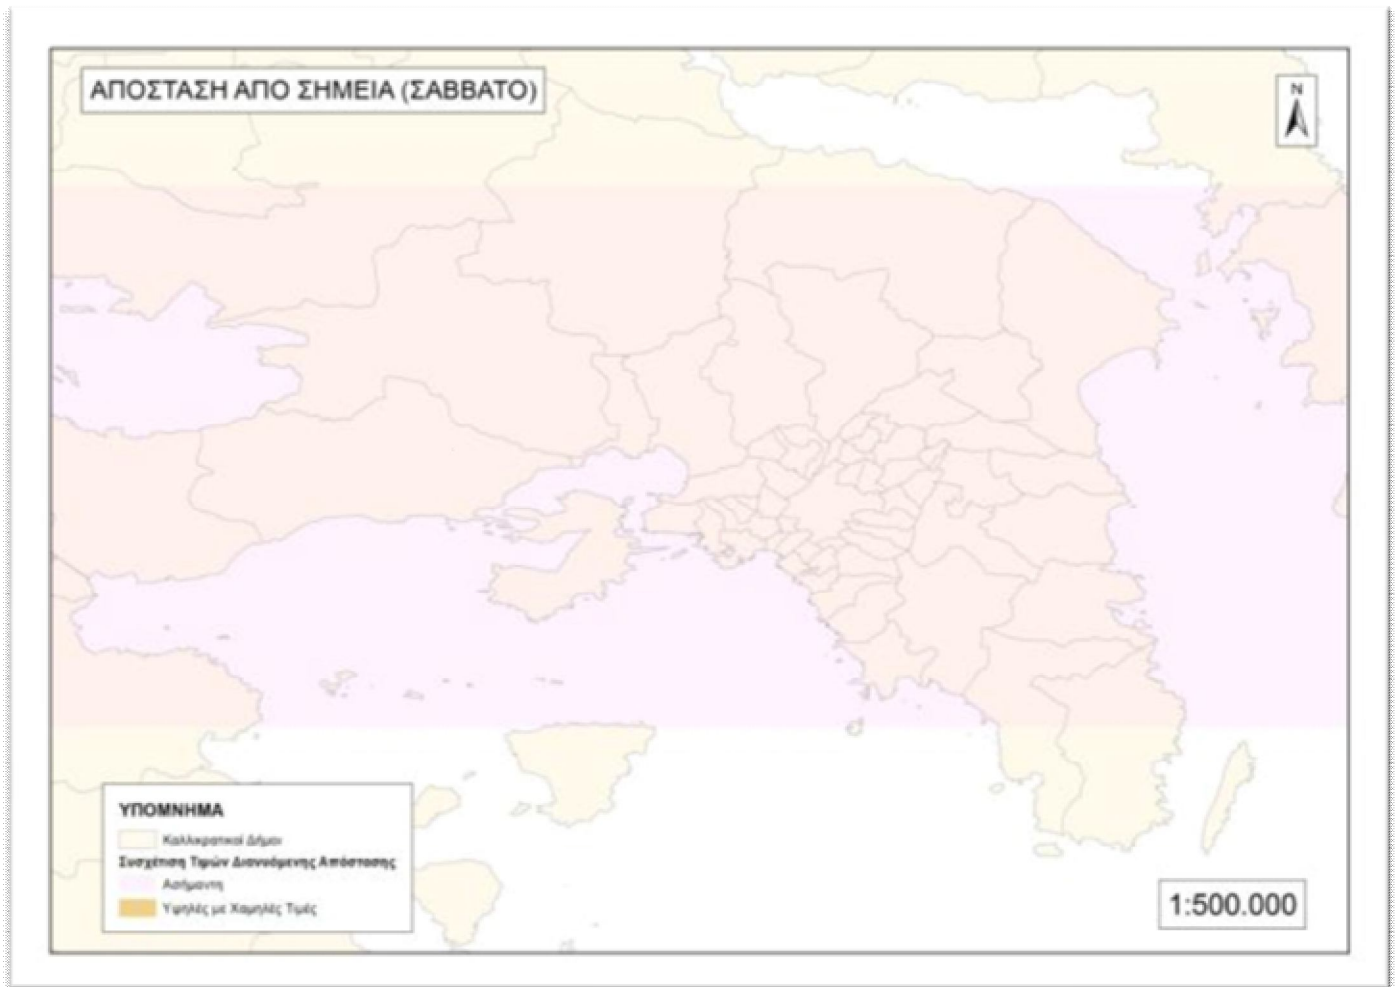 ΑΠΟΣΤΑΣΗ ΑΠΟ ΣΗΜΕΙΑ (ΣΑΒΒΑΤΟ)
N
ΥΠΟΜΝΗΜΑ
Καλλικρατικοί Δήμοι
Συσχέτιση Τιμών Διανυόμενης Απόστασης
Ασήμαντη
Υψηλές με Χαμηλές Τιμές
1:500.000